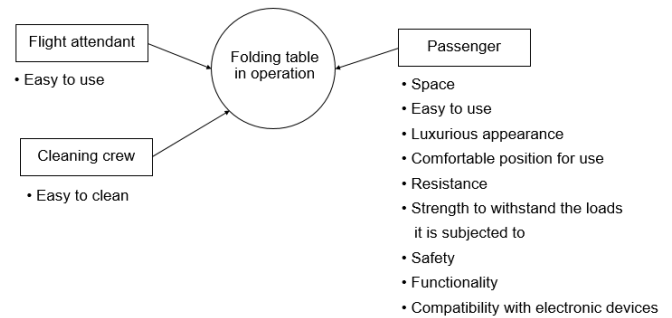 Flight attendant
• Easy to use
Cleaning crew
• Easy to clean
Folding table
in operation
Passenger
• Space
• Easy to use
• Luxurious appearance
• Comfortable position for use
• Resistance
• Strength to withstand the loads
it is subjected to
• Safety
• Functionality
• Compatibility with electronic devices